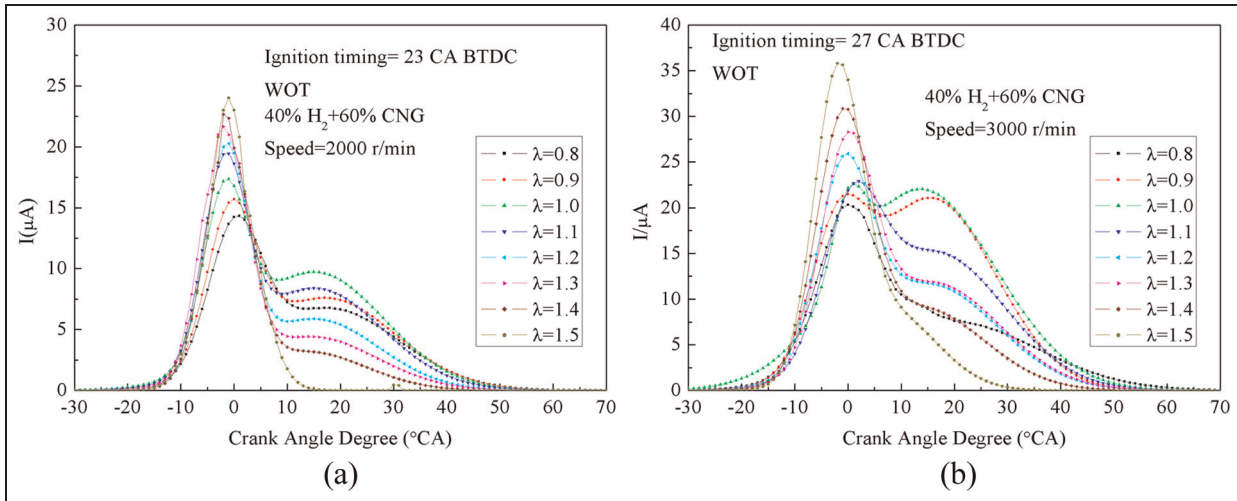 30
25
20
15
10
5
0
I(μA)
Ignition timing= 23 CA BTDC
WOT
40% H2+60% CNG
Speed=2000 r/min
λ=0.8
λ=0.9
λ=1.0
λ=1.1
λ=1.2
λ=1.3
λ=1.4
λ=1.5
-30 -20 -10 0 10 20 30 40 50 60 70
Crank Angle Degree (°CA)
(a)
40
35
30
25
20
15
10
5
0
I/μA
Ignition timing= 27 CA BTDC
WOT
40% H2+60% CNG
Speed=3000 r/min
λ=0.8
λ=0.9
λ=1.0
λ=1.1
λ=1.2
λ=1.3
λ=1.4
λ=1.5
-30 -20 -10 0 10 20 30 40 50 60 70
Crank Angle Degree (°CA)
(b)